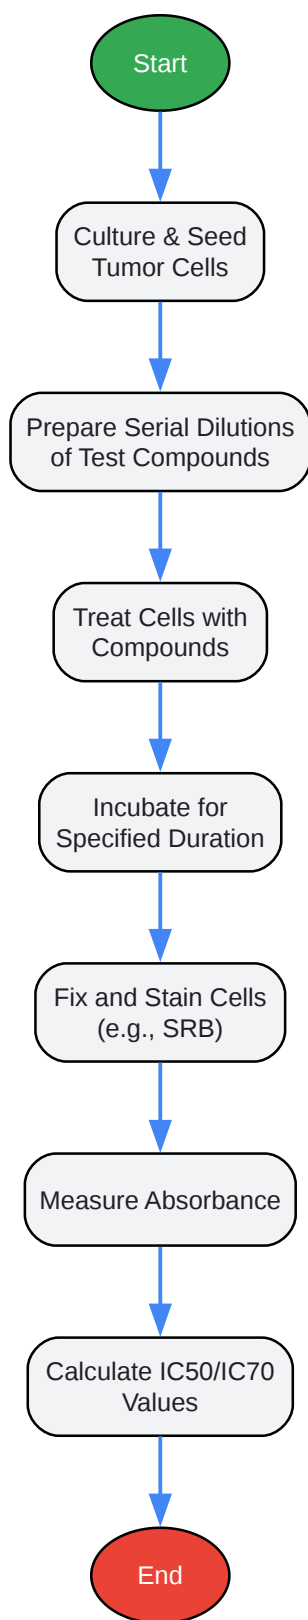 Start
Culture & Seed
Tumor Cells
Prepare Serial Dilutions
of Test Compounds
Treat Cells with
Compounds
Incubate for
Specified Duration
Fix and Stain Cells
(e.g., SRB)
Measure Absorbance
Calculate IC50/IC70
Values
End